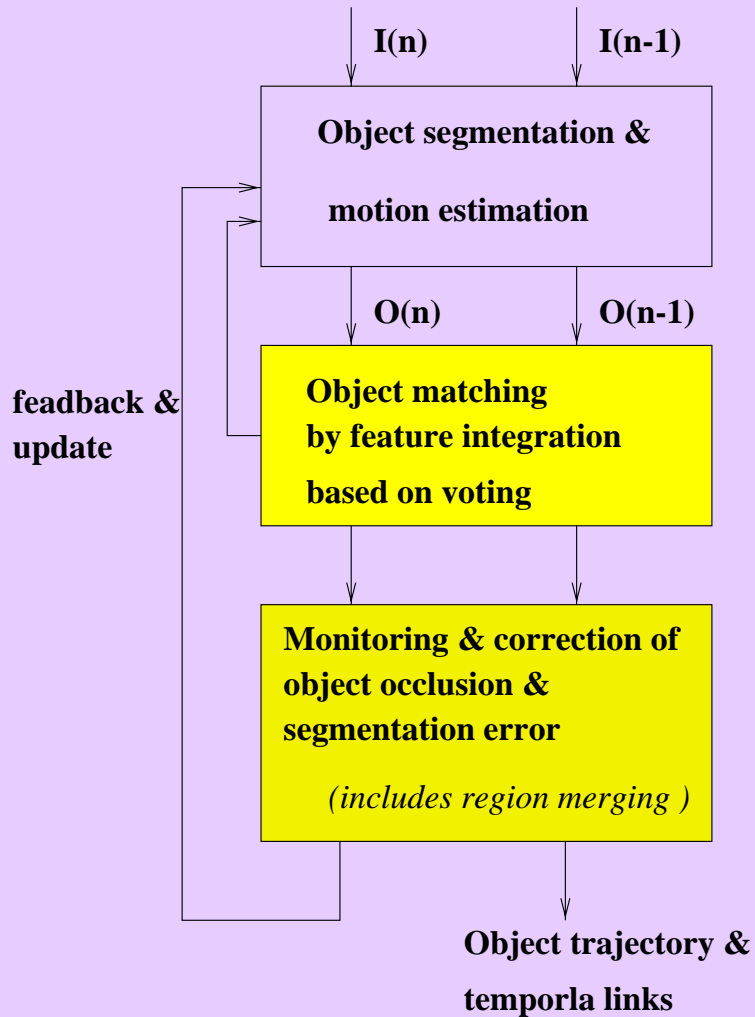 I(n)
I(n-1)
Object segmentation &
motion estimation
O(n)
O(n-1)
feadback &
update
Object matching
by feature integration
based on voting
Monitoring & correction of
object occlusion &
segmentation error
(includes region merging )
Object trajectory &
temporla links